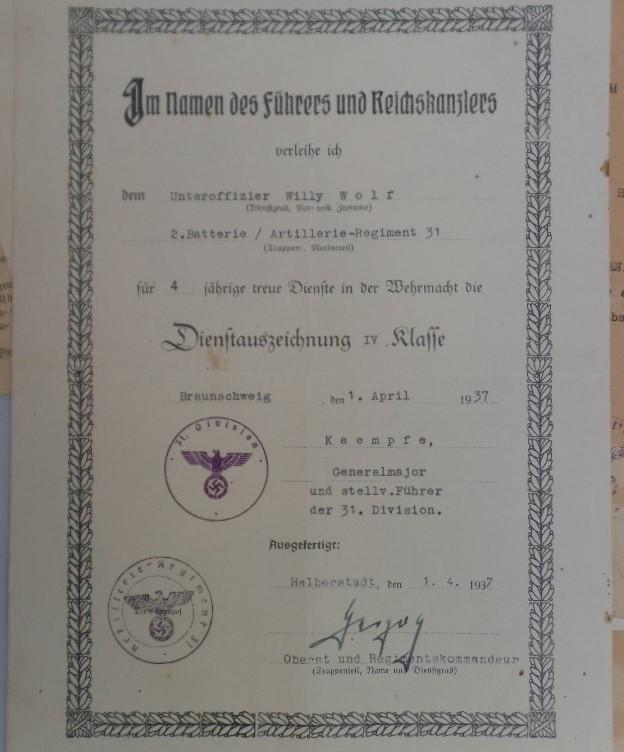 Im Namen des Führers und Reichskanzlers
verleihe ich
dem Unteroffizier Willy Wolf
(Dienstgrad, Vor- und Zuname)
2.Batterie / Artillerie-Regiment 31
(Truppen-, Marineteil)
für 4 jährige treue Dienste in der Wehrmacht die
Dienstauszeichnung IV. Klasse
Braunschweig, den 1. April 1937
31. Division
Kaempfe,
Generalmajor
und stellv.Führer
der 31. Division.
Ausgefertigt:
Halberstadt, den 1. 4. 1937
Artillerie-Regiment 31
Oberst und Regimentskommandeur
(Truppenteil, Name und Dienstgrad)